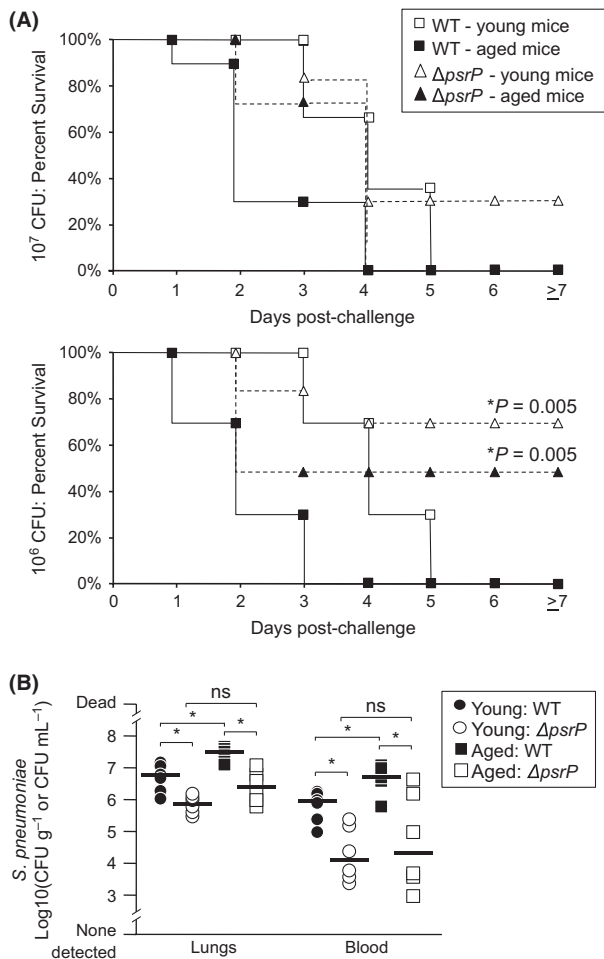 (A)
WT - young mice
WT - aged mice
ΔpsrP - young mice
ΔpsrP - aged mice
10⁷ CFU: Percent Survival
100%
80%
60%
40%
20%
0%
0 1 2 3 4 5 6 >7
Days post-challenge
10⁶ CFU: Percent Survival
100%
80%
60%
40%
20%
0%
*P = 0.005
*P = 0.005
0 1 2 3 4 5 6 >7
Days post-challenge
(B)
S. pneumoniae
Log10(CFU g⁻¹ or CFU mL⁻¹)
Dead
8
7
6
5
4
3
None
detected
ns
*
*
*
ns
*
*
*
Lungs Blood
Young: WT
Young: ΔpsrP
Aged: WT
Aged: ΔpsrP